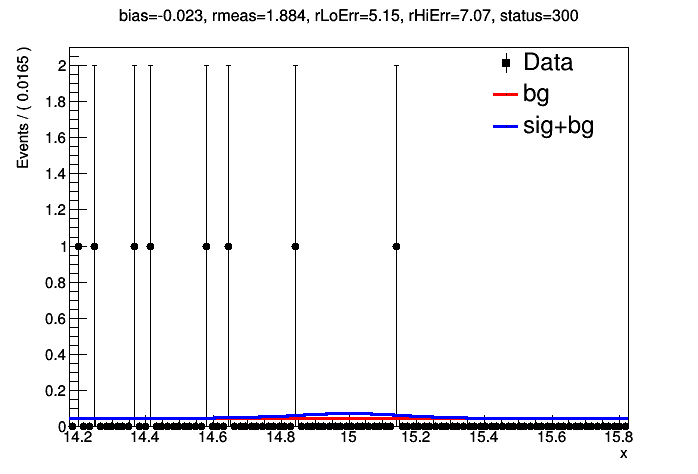 bias=-0.023, rmeas=1.884, rLoErr=5.15, rHiErr=7.07, status=300
Events / ( 0.0165 )
2
1.8
1.6
1.4
1.2
1
0.8
0.6
0.4
0.2
0
Data
bg
sig+bg
14.2 14.4 14.6 14.8 15 15.2 15.4 15.6 15.8
x